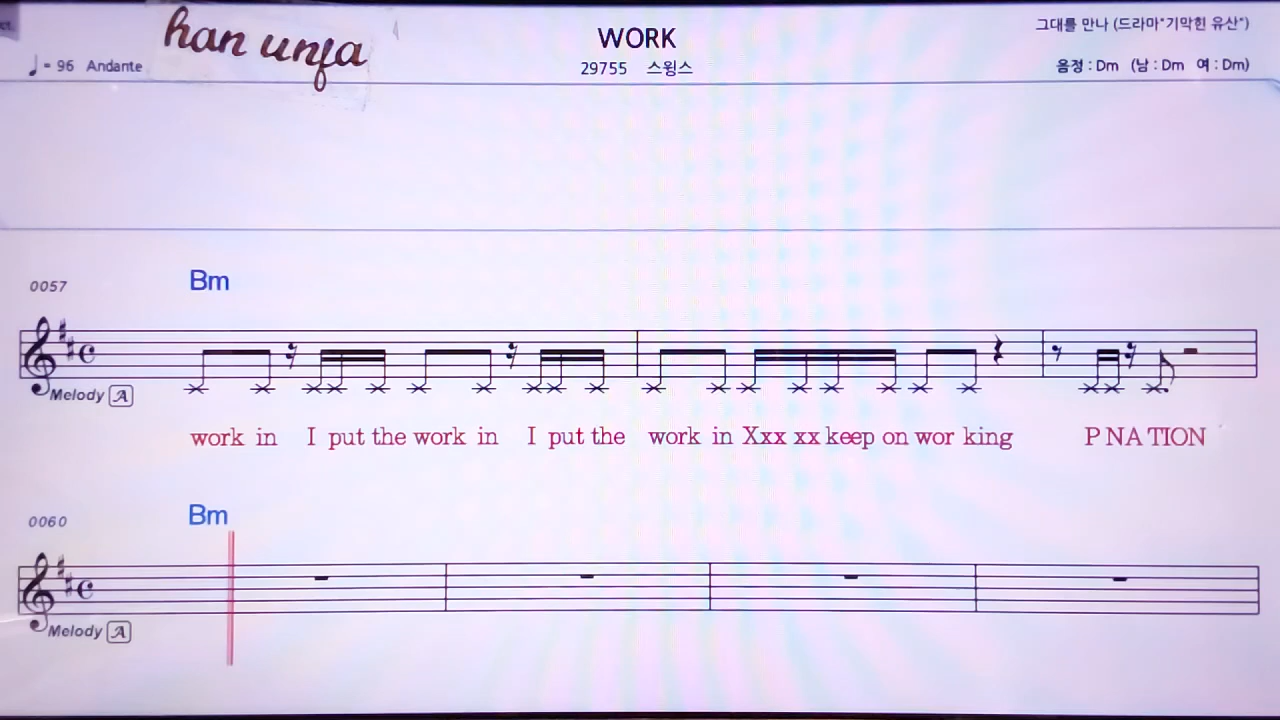 han unfa
WORK
그대를 만나 (드라마"기막힌 유산")
♩= 96 Andante
29755 스윙스
음정 : Dm (남 : Dm 여 : Dm)
0057
Bm
Melody A
work in I put the work in I put the work in Xxx xx keep on wor king P NA TION
0060
Bm
Melody A